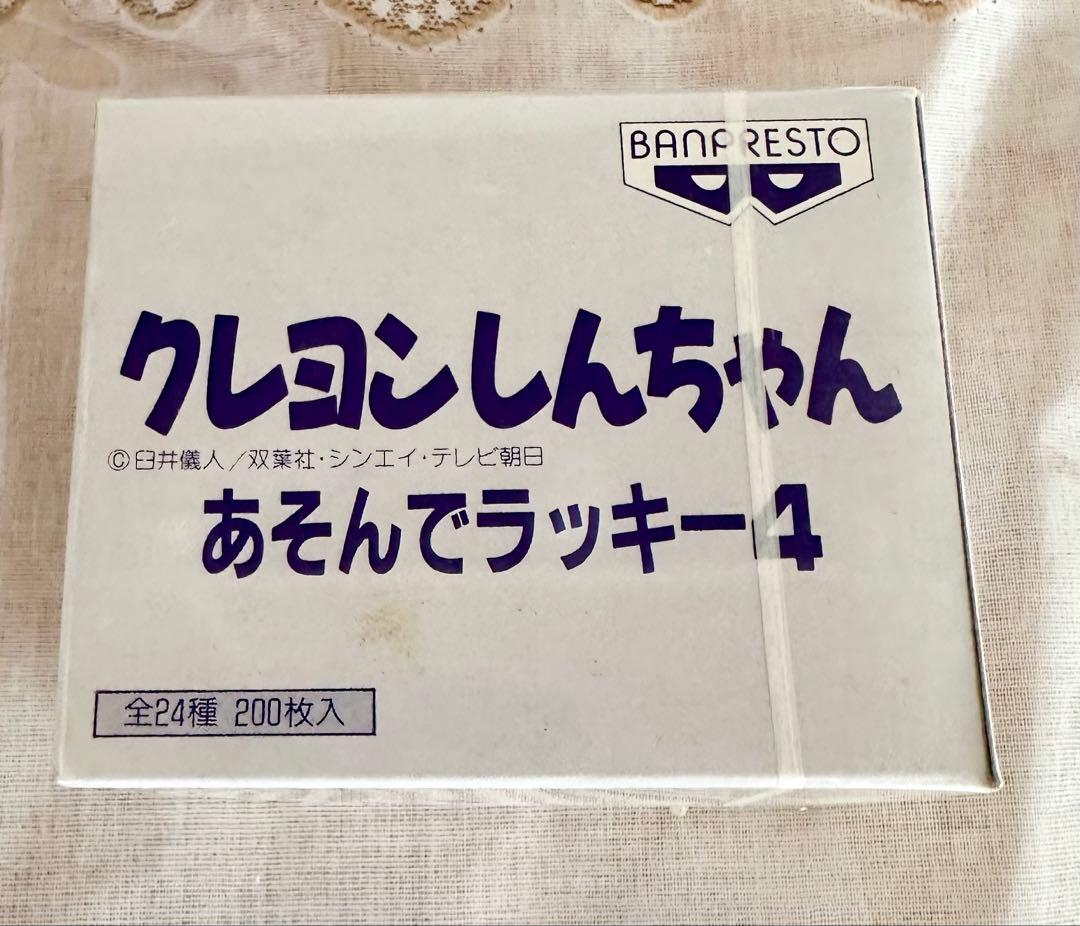 BANPRESTO
クレヨンしんちゃん
©臼井儀人/双葉社・シンエイ・テレビ朝日
あそんでラッキー4
全24種 200枚入